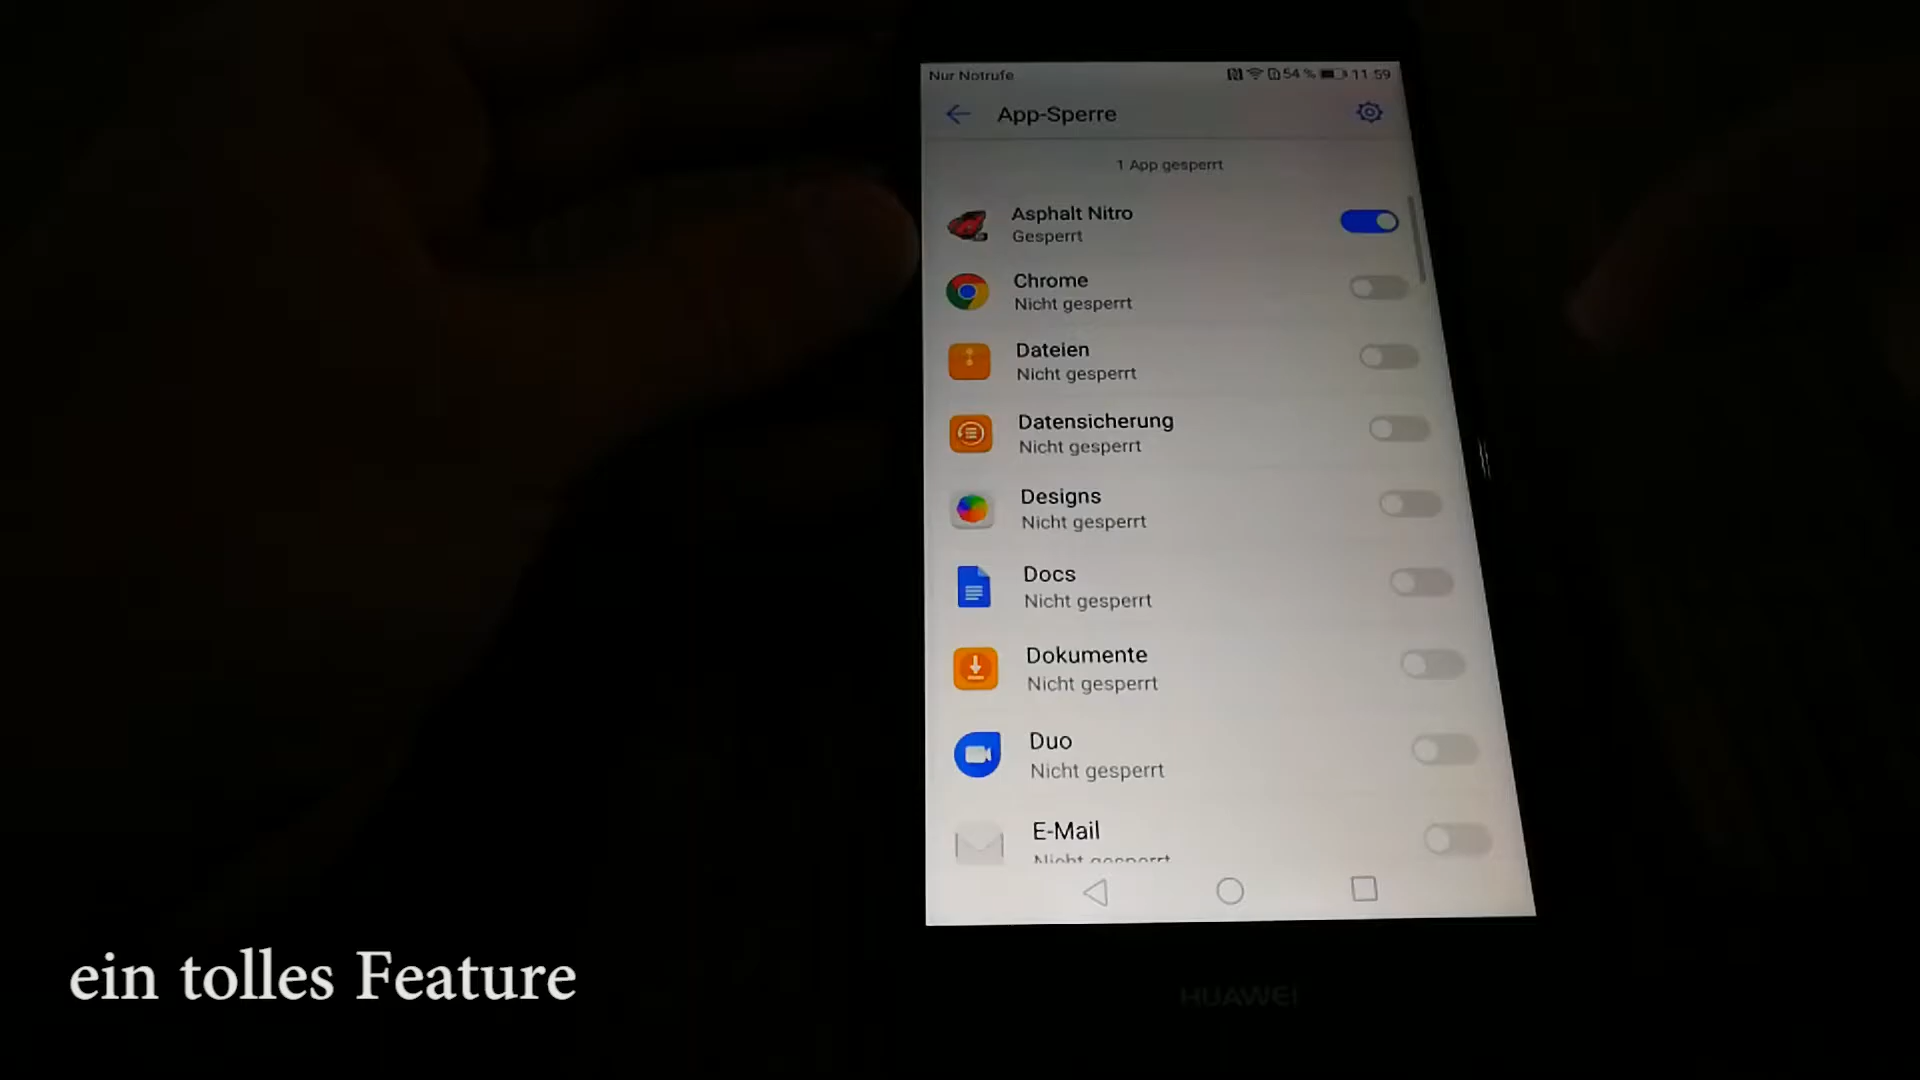 Nur Notrufe 54 % 11:59
App-Sperre
1 App gesperrt
Asphalt Nitro
Gesperrt
Chrome
Nicht gesperrt
Dateien
Nicht gesperrt
Datensicherung
Nicht gesperrt
Designs
Nicht gesperrt
Docs
Nicht gesperrt
Dokumente
Nicht gesperrt
Duo
Nicht gesperrt
E-Mail
Nicht gesperrt
ein tolles Feature
HUAWEI